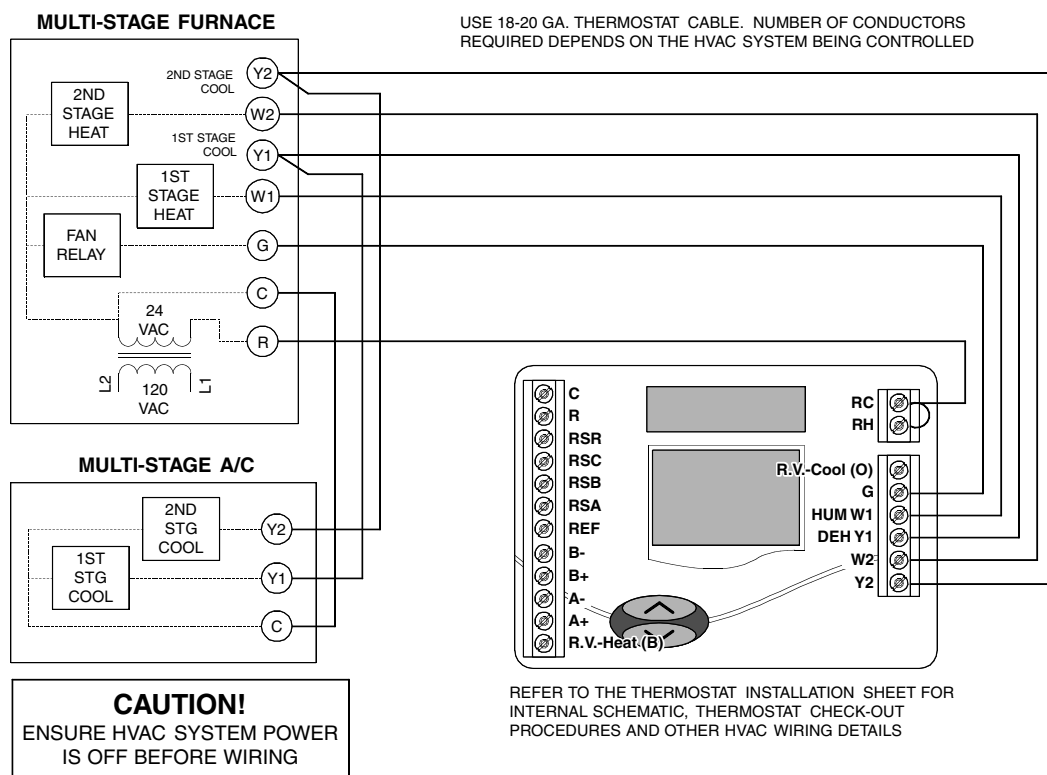 MULTI-STAGE FURNACE
USE 18-20 GA. THERMOSTAT CABLE. NUMBER OF CONDUCTORS
REQUIRED DEPENDS ON THE HVAC SYSTEM BEING CONTROLLED
2ND STAGE
COOL
Y2
2ND
STAGE
HEAT
W2
1ST STAGE
COOL
Y1
1ST
STAGE
HEAT
W1
FAN
RELAY
G
C
24
VAC
R
L2
120
VAC
L1
MULTI-STAGE A/C
2ND
STG
COOL
Y2
1ST
STG
COOL
Y1
C
C
R
RSR
RSC
RSB
RSA
REF
B-
B+
A-
A+
R.V.-Heat (B)
RC
RH
R.V.-Cool (O)
G
HUM W1
DEH Y1
W2
Y2
CAUTION!
ENSURE HVAC SYSTEM POWER
IS OFF BEFORE WIRING
REFER TO THE THERMOSTAT INSTALLATION SHEET FOR
INTERNAL SCHEMATIC, THERMOSTAT CHECK-OUT
PROCEDURES AND OTHER HVAC WIRING DETAILS